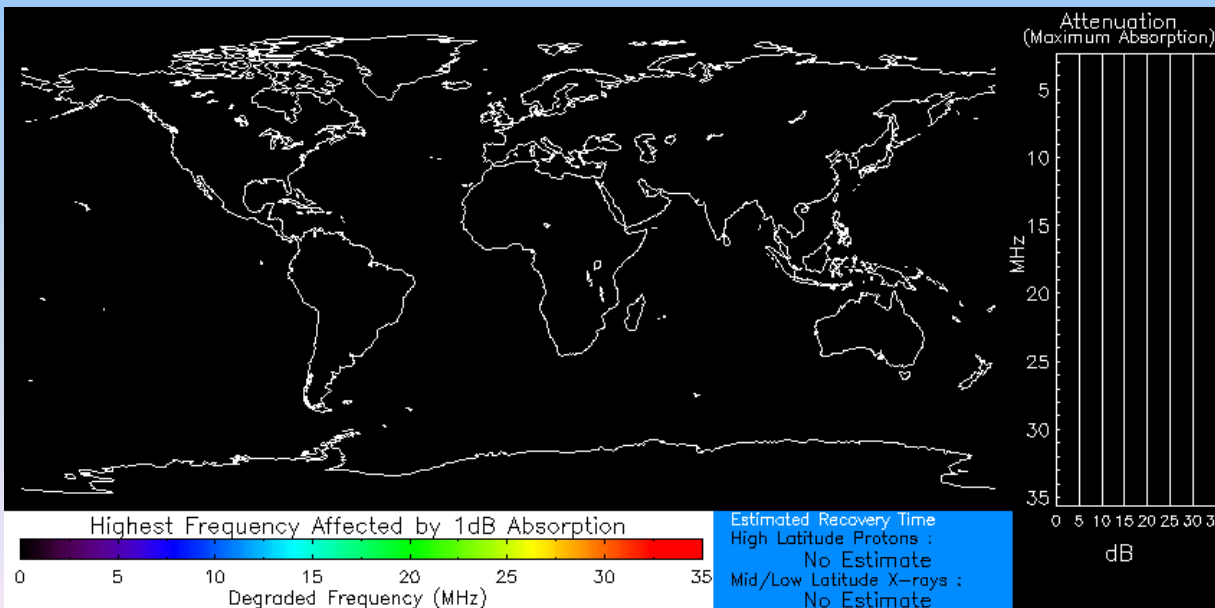 Attenuation
(Maximum Absorption)
5
10
15
20
25
30
35
MHz
0 5 10 15 20 25 30
dB
Highest Frequency Affected by 1dB Absorption
0 5 10 15 20 25 30 35
Degraded Frequency (MHz)
Estimated Recovery Time
High Latitude Protons :
No Estimate
Mid/Low Latitude X-rays :
No Estimate